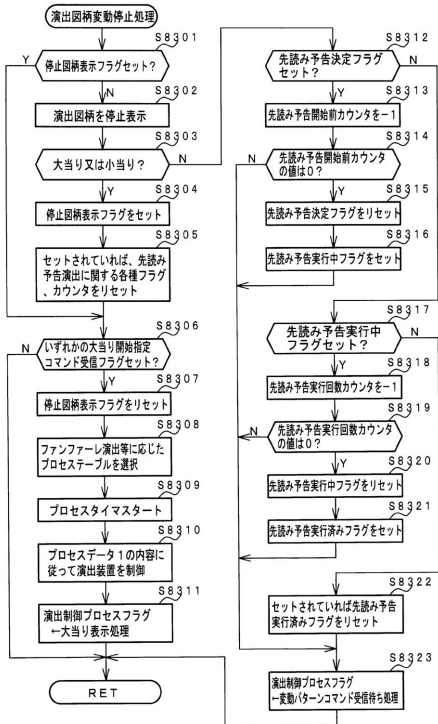 演出図柄変動停止処理
S8301
停止図柄表示フラグセット？
Y
N
S8302
演出図柄を停止表示
S8303
大当り又は小当り？
N
Y
S8304
停止図柄表示フラグをセット
S8305
セットされていれば、先読み
予告演出に関する各種フラグ
、カウンタをリセット
S8306
いずれかの大当り開始指定
コマンド受信フラグセット？
N
Y
S8307
停止図柄表示フラグをリセット
S8308
ファンファーレ演出等に応じた
プロセステーブルを選択
S8309
プロセスタイマスタート
S8310
プロセスデータ1の内容に
従って演出装置を制御
S8311
演出制御プロセスフラグ
←大当り表示処理
RET
S8312
先読み予告決定フラグ
セット？
N
Y
S8313
先読み予告開始前カウンタを－1
S8314
先読み予告開始前カウンタ
の値は0？
N
Y
S8315
先読み予告決定フラグをリセット
S8316
先読み予告実行中フラグをセット
S8317
先読み予告実行中
フラグセット？
N
Y
S8318
先読み予告実行回数カウンタを－1
S8319
先読み予告実行回数カウンタ
の値は0？
N
Y
S8320
先読み予告実行中フラグをリセット
S8321
先読み予告実行済みフラグをセット
S8322
セットされていれば先読み予告
実行済みフラグをリセット
S8323
演出制御プロセスフラグ
←変動パターンコマンド受信待ち処理